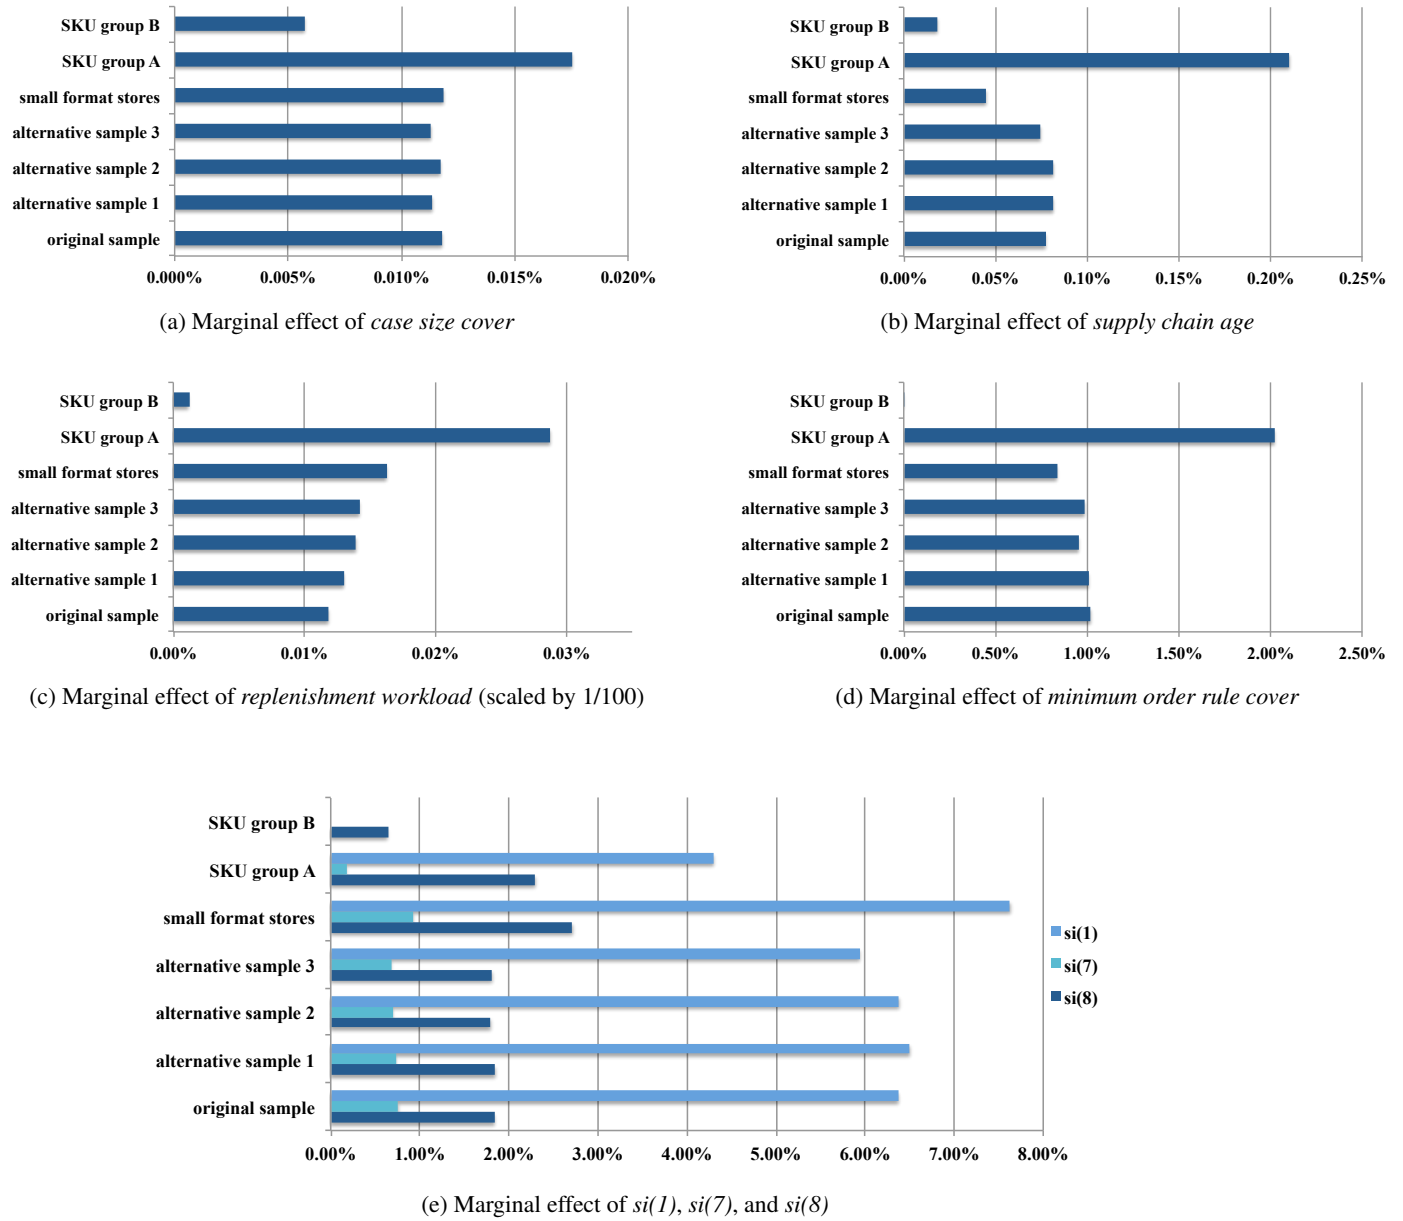 SKU group B
SKU group A
small format stores
alternative sample 3
alternative sample 2
alternative sample 1
original sample
0.000% 0.005% 0.010% 0.015% 0.020%
(a) Marginal effect of case size cover
SKU group B
SKU group A
small format stores
alternative sample 3
alternative sample 2
alternative sample 1
original sample
0.00% 0.05% 0.10% 0.15% 0.20% 0.25%
(b) Marginal effect of supply chain age
SKU group B
SKU group A
small format stores
alternative sample 3
alternative sample 2
alternative sample 1
original sample
0.00% 0.01% 0.02% 0.03%
(c) Marginal effect of replenishment workload (scaled by 1/100)
SKU group B
SKU group A
small format stores
alternative sample 3
alternative sample 2
alternative sample 1
original sample
0.00% 0.50% 1.00% 1.50% 2.00% 2.50%
(d) Marginal effect of minimum order rule cover
SKU group B
SKU group A
small format stores
alternative sample 3
alternative sample 2
alternative sample 1
original sample
0.00% 1.00% 2.00% 3.00% 4.00% 5.00% 6.00% 7.00% 8.00%
si(1)
si(7)
si(8)
(e) Marginal effect of si(1), si(7), and si(8)